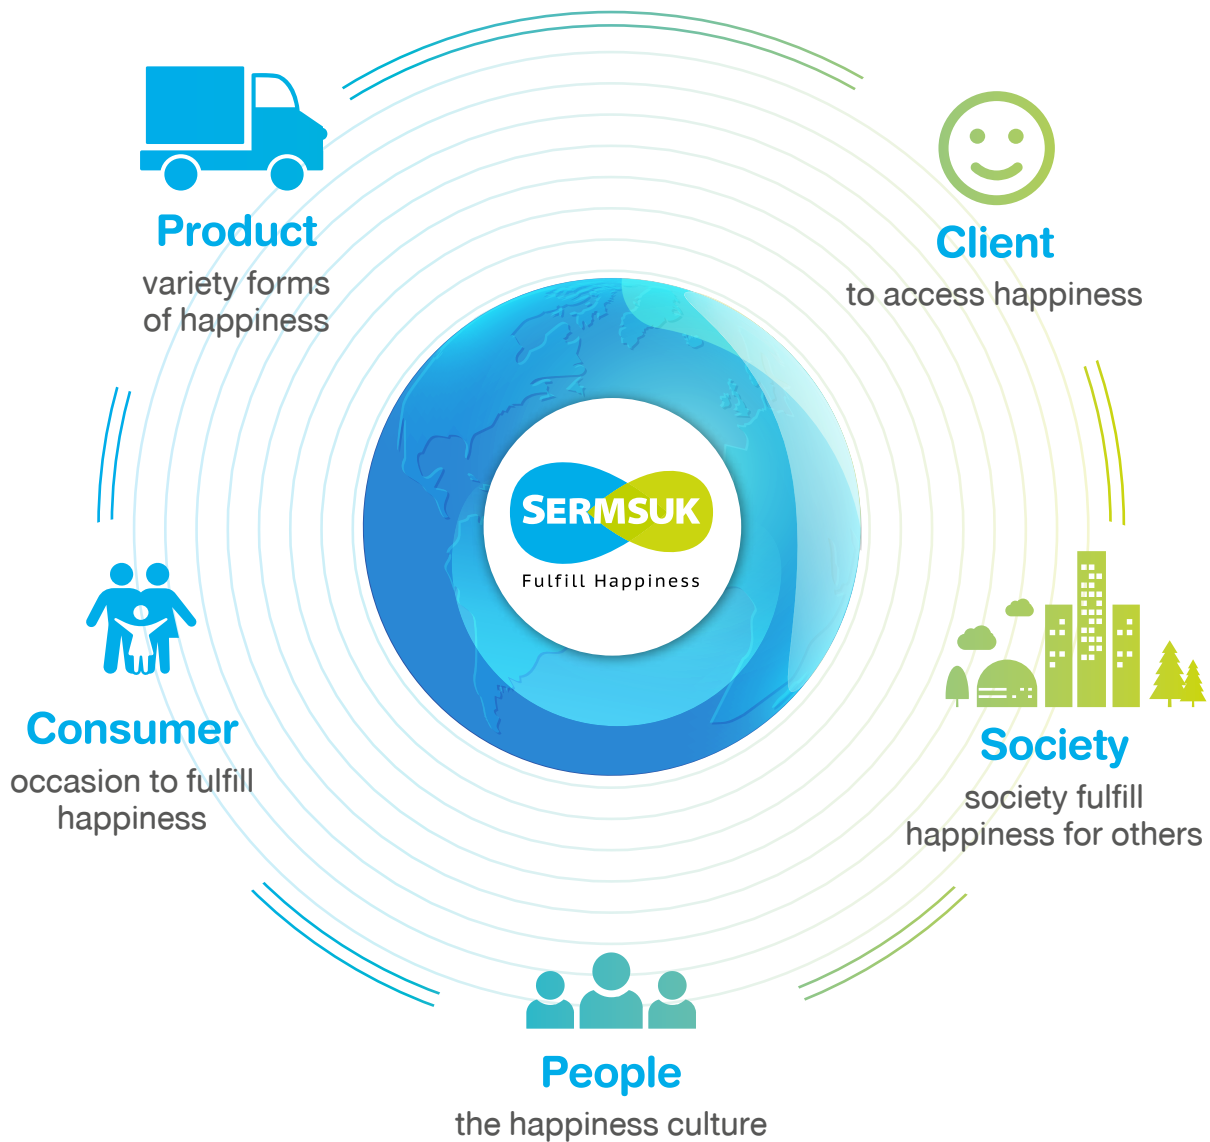 Product
variety forms
of happiness
Client
to access happiness
SERMSUK
Fulfill Happiness
Consumer
occasion to fulfill
happiness
Society
society fulfill
happiness for others
People
the happiness culture